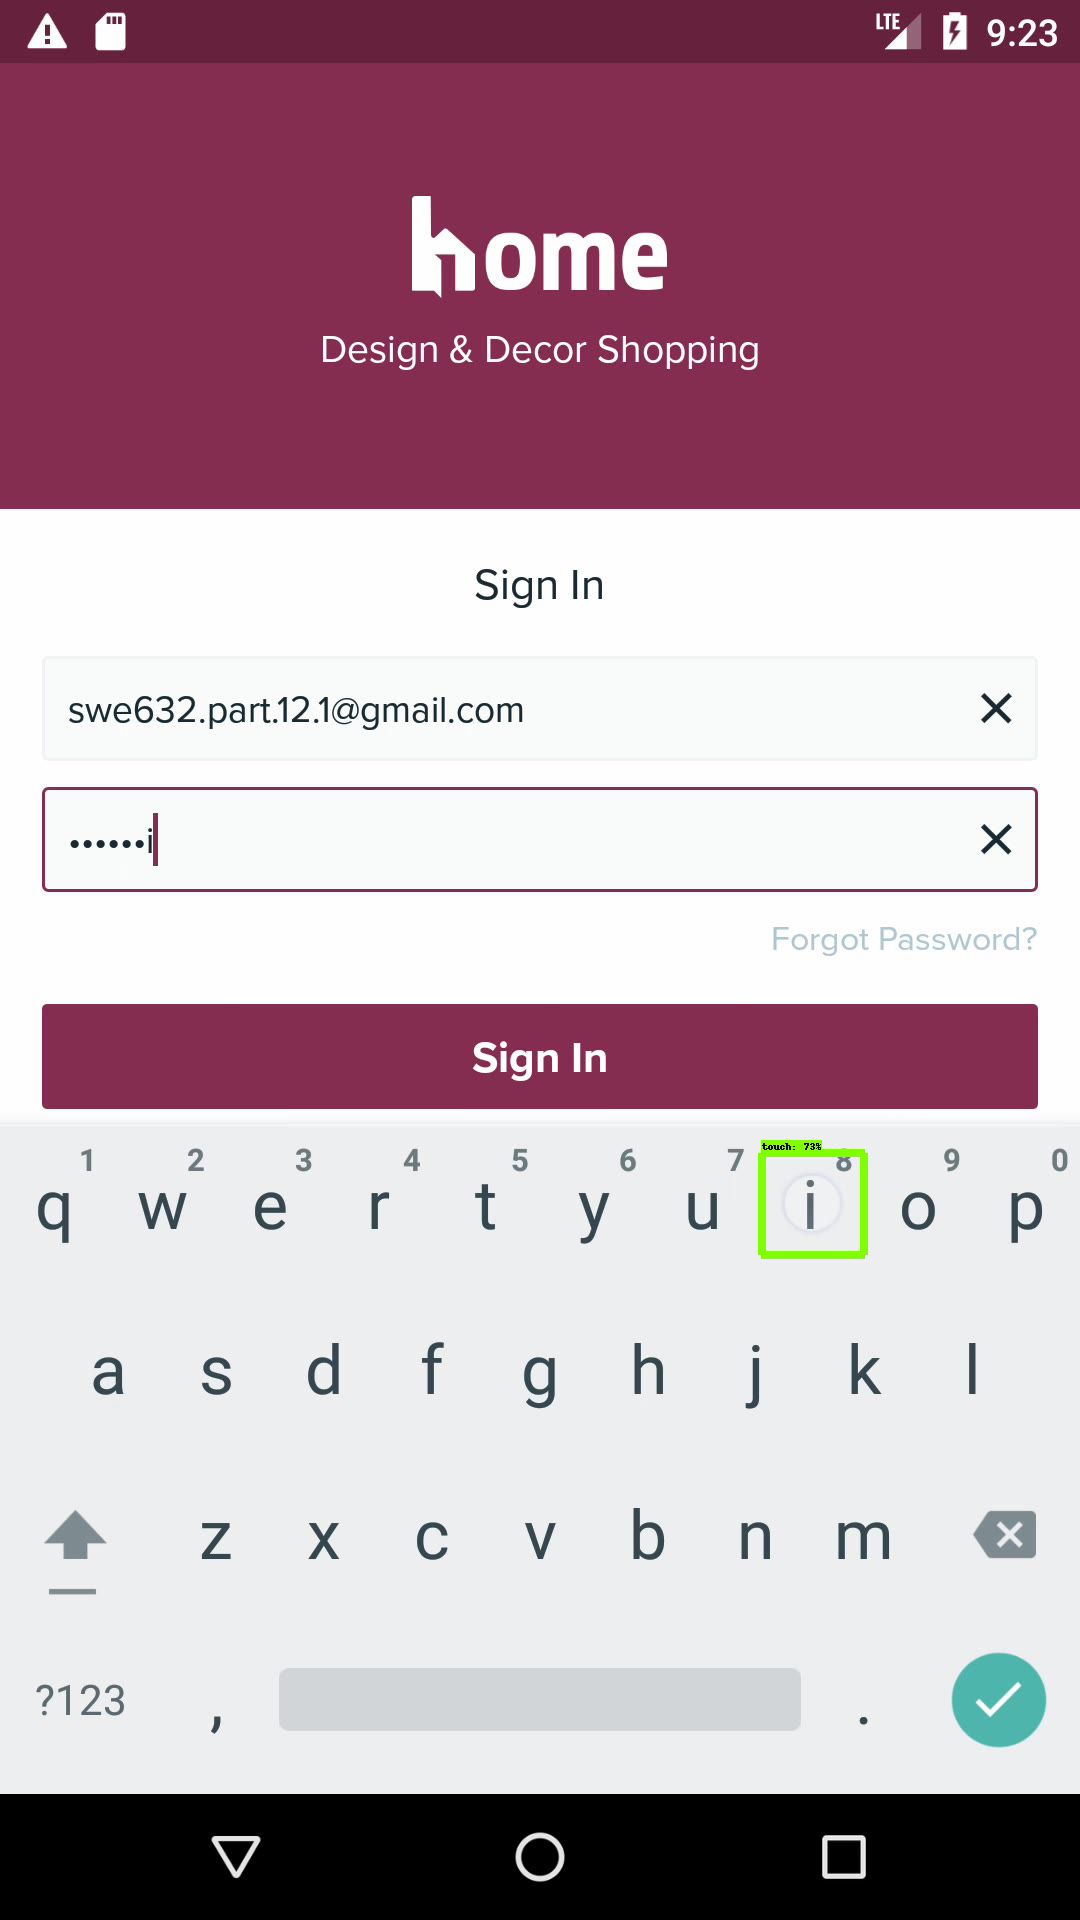 LTE 9:23
home
Design & Decor Shopping
Sign In
swe632.part.12.1@gmail.com
••••••i
Forgot Password?
Sign In
touch: 73%
1 2 3 4 5 6 7 8 9 0
q w e r t y u i o p
a s d f g h j k l
z x c v b n m
?123 , .